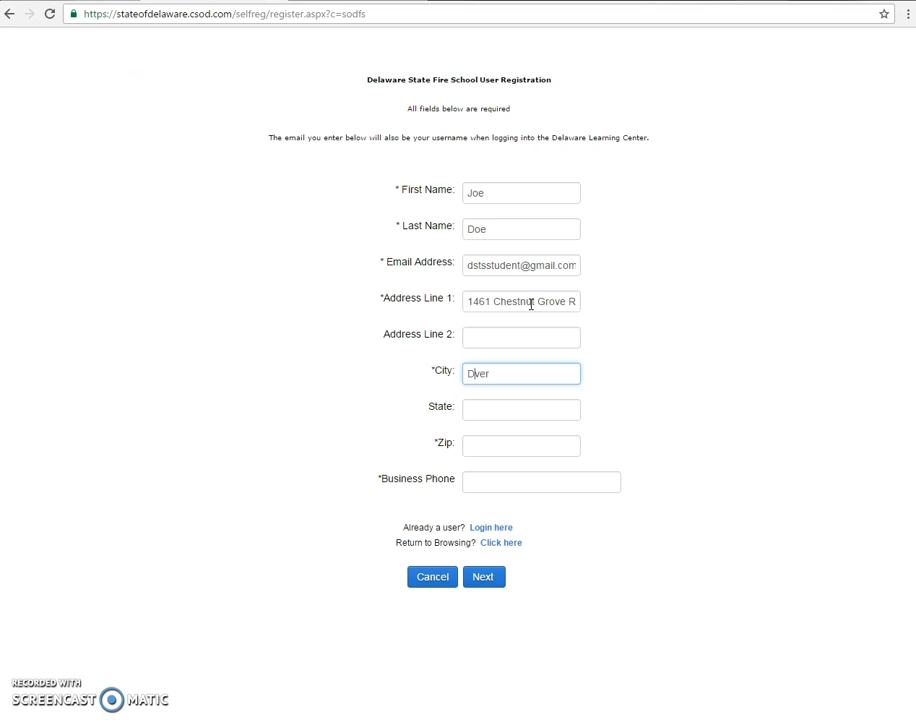 https://stateofdelaware.csod.com/selfreg/register.aspx?c=sodfs
Delaware State Fire School User Registration
All fields below are required
The email you enter below will also be your username when logging into the Delaware Learning Center.
* First Name: Joe
* Last Name: Doe
* Email Address: dstsstudent@gmail.com
*Address Line 1: 1461 Chestnut Grove R
Address Line 2:
*City: Dver
State:
*Zip:
*Business Phone
Already a user? Login here
Return to Browsing? Click here
Cancel Next
RECORDED WITH
SCREENCAST MATIC